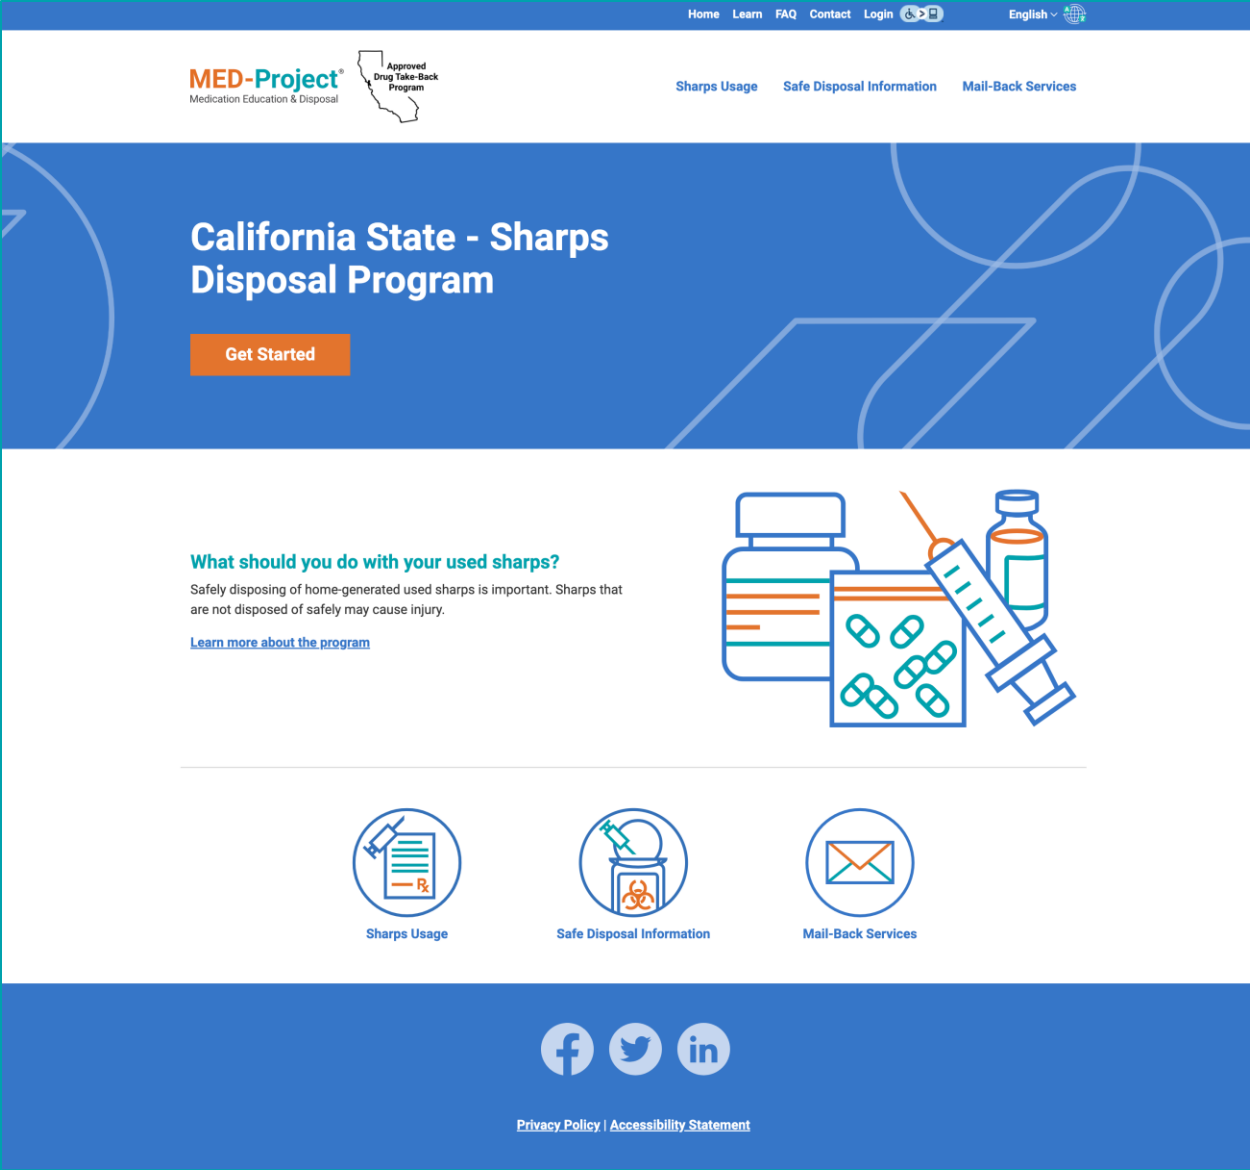 Home Learn FAQ Contact Login English
MED-Project®
Medication Education & Disposal
Approved
Drug Take-Back
Program
Sharps Usage Safe Disposal Information Mail-Back Services
California State - Sharps
Disposal Program
Get Started
What should you do with your used sharps?
Safely disposing of home-generated used sharps is important. Sharps that
are not disposed of safely may cause injury.
Learn more about the program
Rx
Sharps Usage Safe Disposal Information Mail-Back Services
f in
Privacy Policy | Accessibility Statement